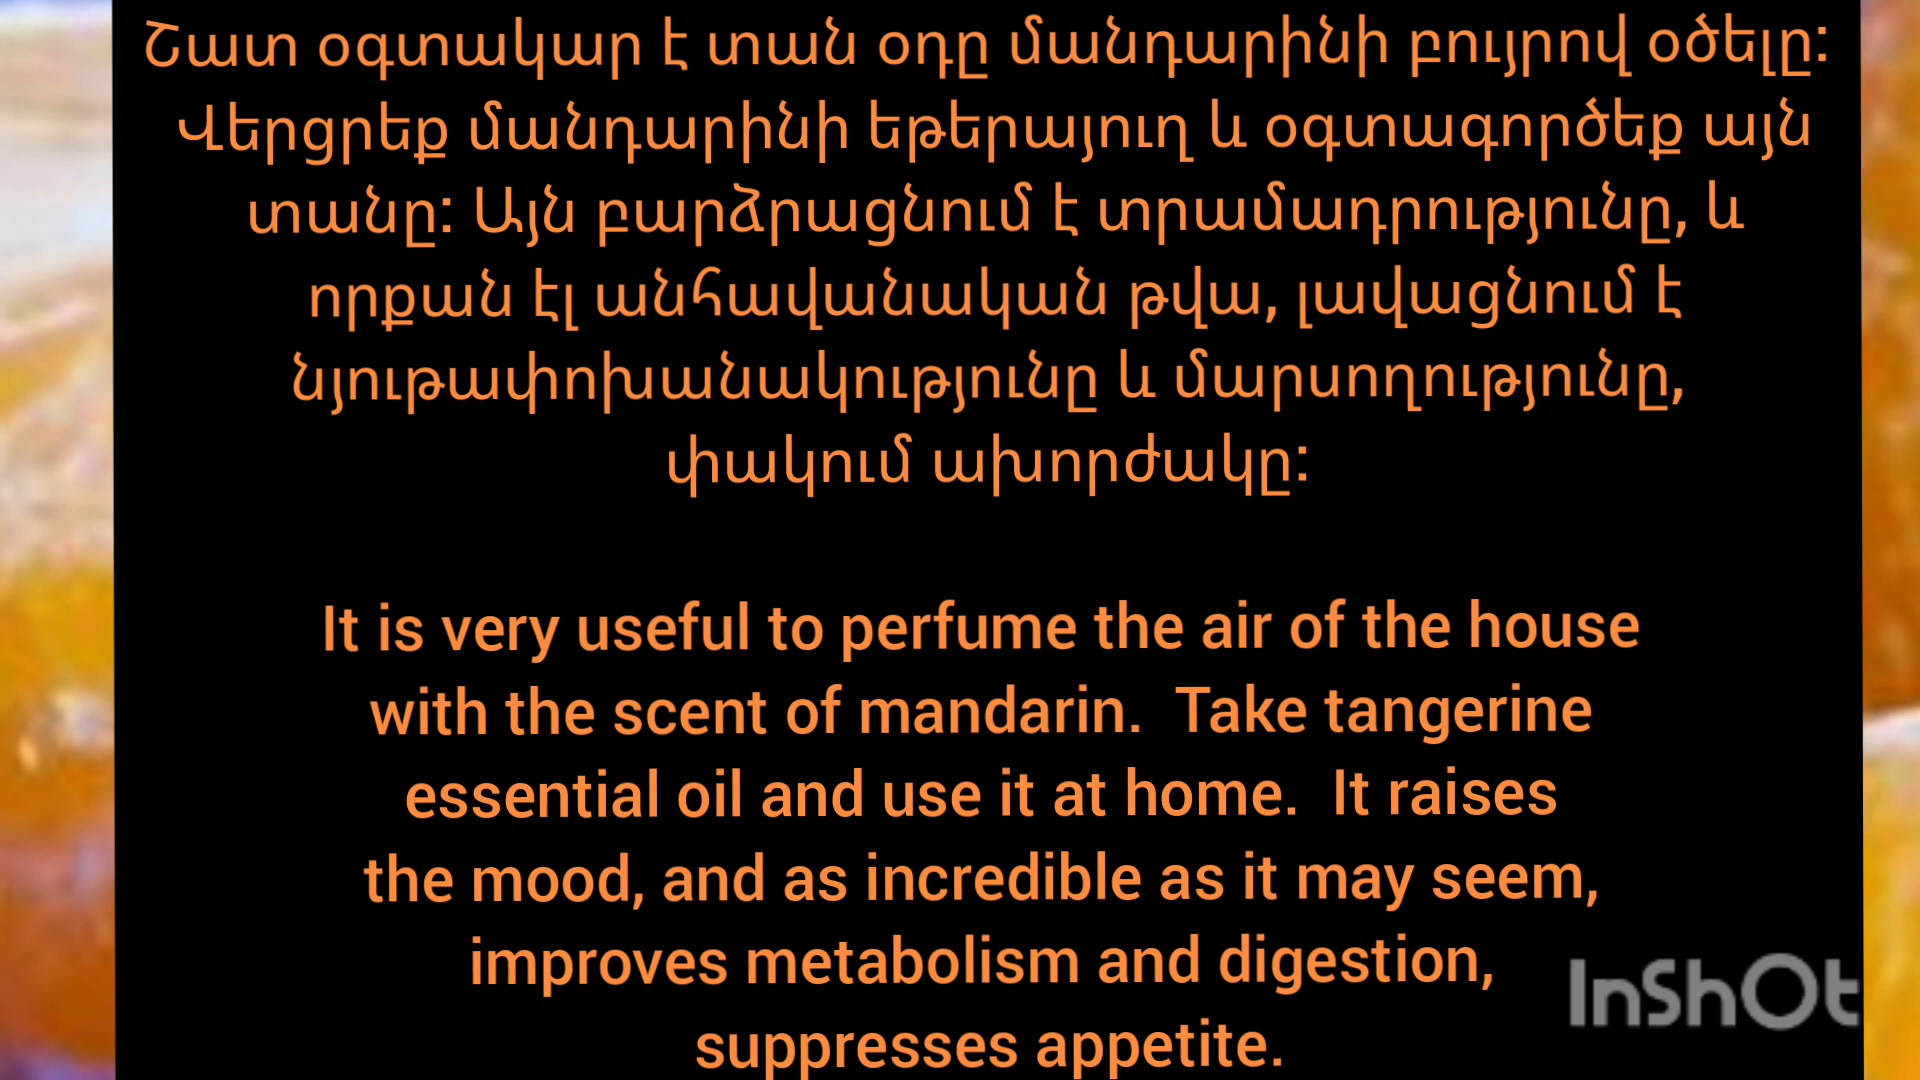 Շատ օգտակար է տան օդը մանդարինի բույրով օծելը:
Վերցրեք մանդարինի եթերայուղ և օգտագործեք այն
տանը: Այն բարձրացնում է տրամադրությունը, և
որքան էլ անհավանական թվա, լավացնում է
նյութափոխանակությունը և մարսողությունը,
փակում ախորժակը:
It is very useful to perfume the air of the house
with the scent of mandarin. Take tangerine
essential oil and use it at home. It raises
the mood, and as incredible as it may seem,
improves metabolism and digestion,
suppresses appetite.
InShOt